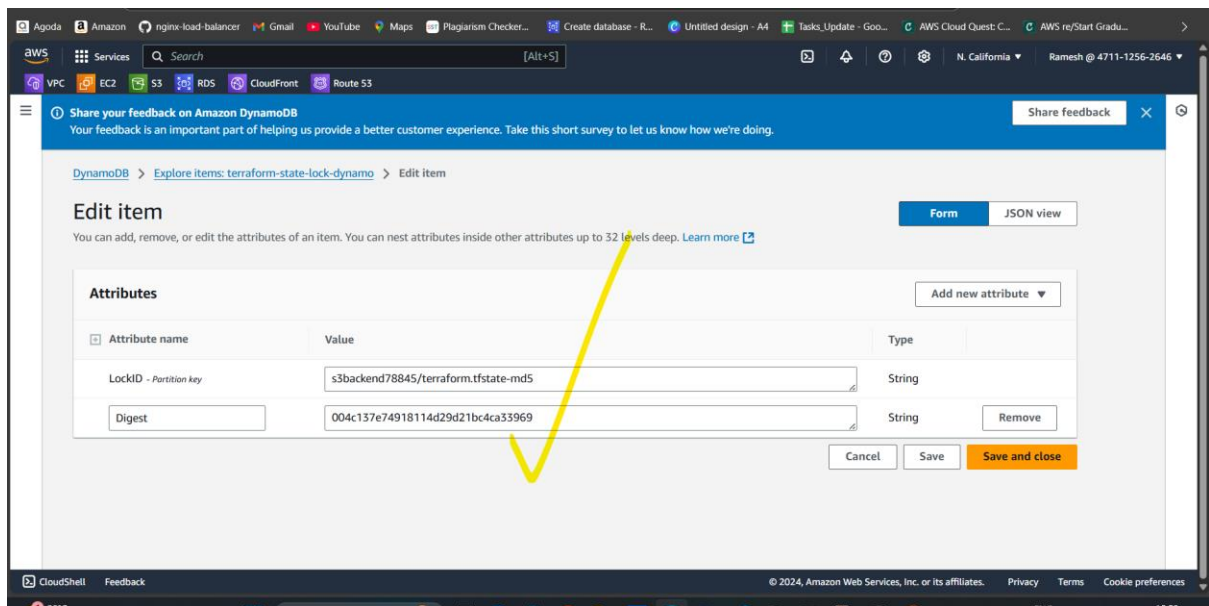 Agoda Amazon nginx-load-balancer Gmail YouTube Maps Plagiarism Checker... Create database - R... Untitled design - A4 Tasks_Update - Goo... AWS Cloud Quest: C... AWS re/Start Gradu...
aws Services Search [Alt+S] N. California Ramesh @ 4711-1256-2646
VPC EC2 S3 RDS CloudFront Route 53
Share your feedback on Amazon DynamoDB
Your feedback is an important part of helping us provide a better customer experience. Take this short survey to let us know how we're doing.
Share feedback
DynamoDB > Explore items: terraform-state-lock-dynamo > Edit item
Edit item
Form JSON view
You can add, remove, or edit the attributes of an item. You can nest attributes inside other attributes up to 32 levels deep. Learn more
Attributes Add new attribute
Attribute name Value Type
LockID - Partition key s3backend78845/terraform.tfstate-md5 String
Digest 004c137e74918114d29d21bc4ca33969 String Remove
Cancel Save Save and close
CloudShell Feedback © 2024, Amazon Web Services, Inc. or its affiliates. Privacy Terms Cookie preferences